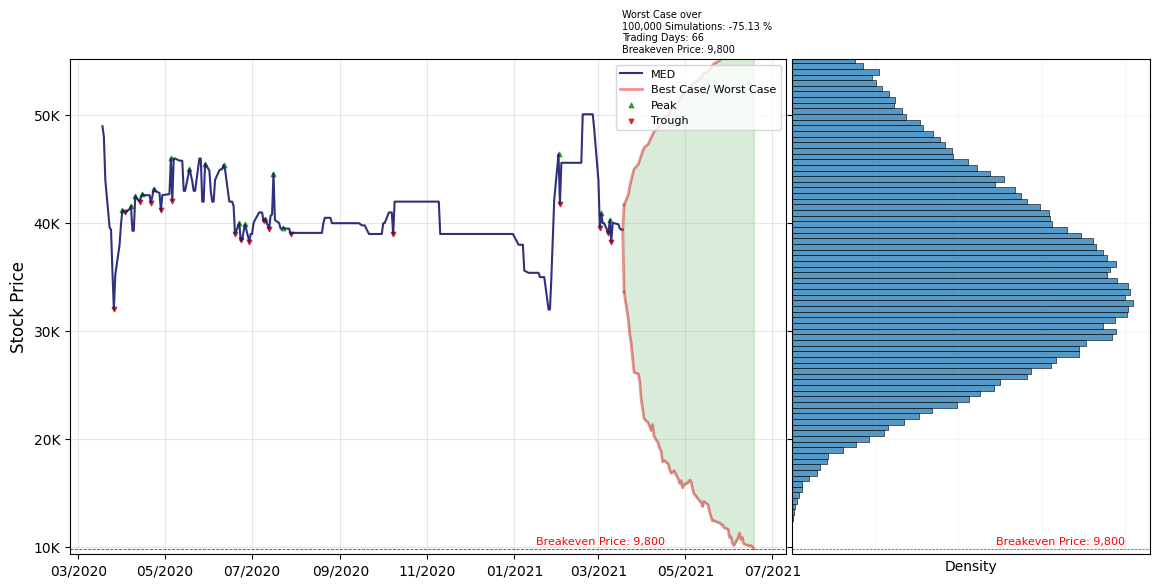 Worst Case over
100,000 Simulations: -75.13 %
Trading Days: 66
Breakeven Price: 9,800
MED
Best Case/ Worst Case
Peak
Trough
Stock Price
50K
40K
30K
20K
10K
Breakeven Price: 9,800
Breakeven Price: 9,800
03/2020
05/2020
07/2020
09/2020
11/2020
01/2021
03/2021
05/2021
07/2021
Density